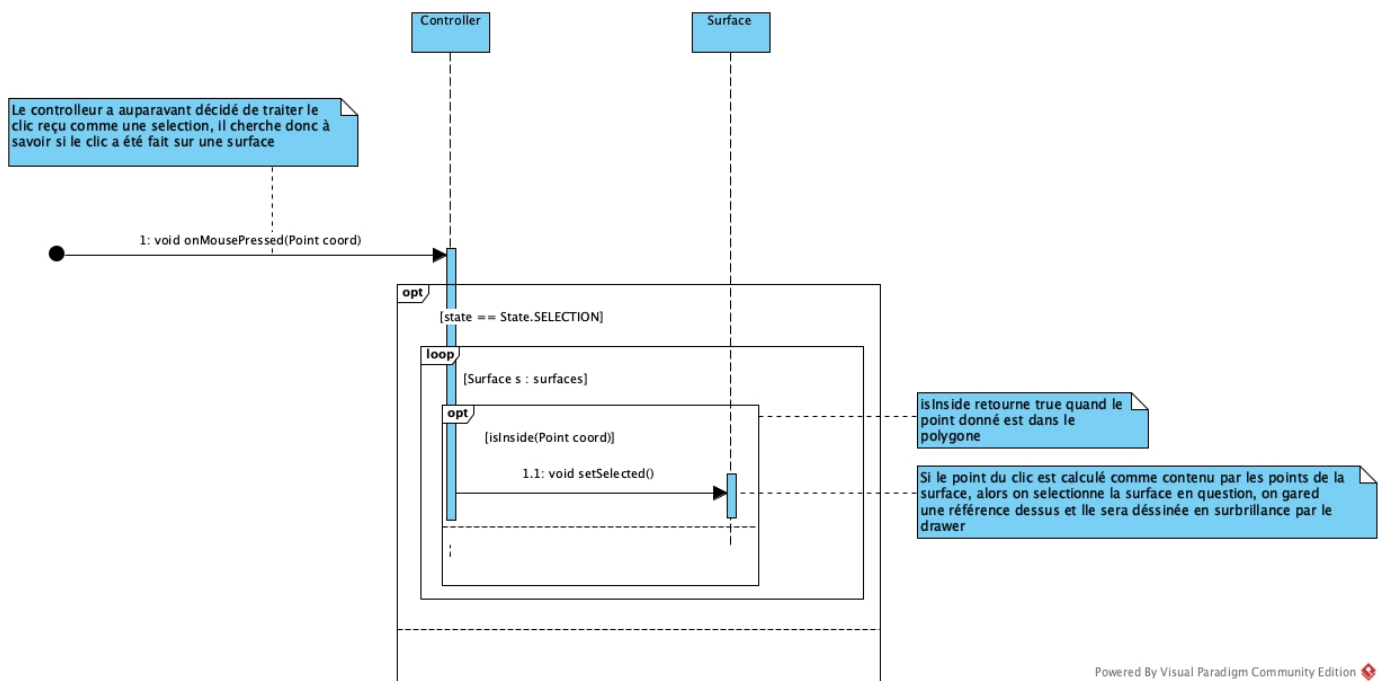 Controller
Surface
Le controlleur a auparavant décidé de traiter le
clic reçu comme une selection, il cherche donc à
savoir si le clic a été fait sur une surface
1: void onMousePressed(Point coord)
opt
[state == State.SELECTION]
loop
[Surface s : surfaces]
opt
[isInside(Point coord)]
isInside retourne true quand le
point donné est dans le
polygone
1.1: void setSelected()
Si le point du clic est calculé comme contenu par les points de la
surface, alors on selectionne la surface en question, on gared
une référence dessus et lle sera déssinée en surbrillance par le
drawer
Powered By Visual Paradigm Community Edition